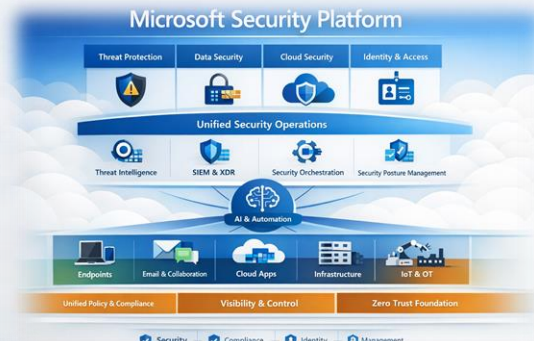 Microsoft Security Platform
Threat Protection
Data Security
Cloud Security
Identity & Access
Unified Security Operations
Threat Intelligence
SIEM & XDR
Security Orchestration
Security Posture Management
AI & Automation
Endpoints
Email & Collaboration
Cloud Apps
Infrastructure
IoT & OT
Unified Policy & Compliance
Visibility & Control
Zero Trust Foundation
Security
Compliance
Identity
Management